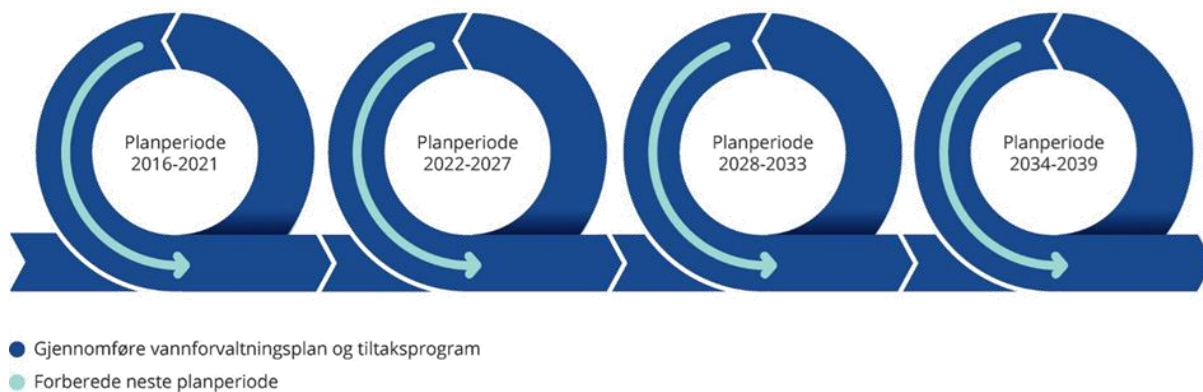 Planperiode
2016-2021
Planperiode
2022-2027
Planperiode
2028-2033
Planperiode
2034-2039
Gjennomføre vannforvaltningsplan og tiltaksprogram
Forberede neste planperiode